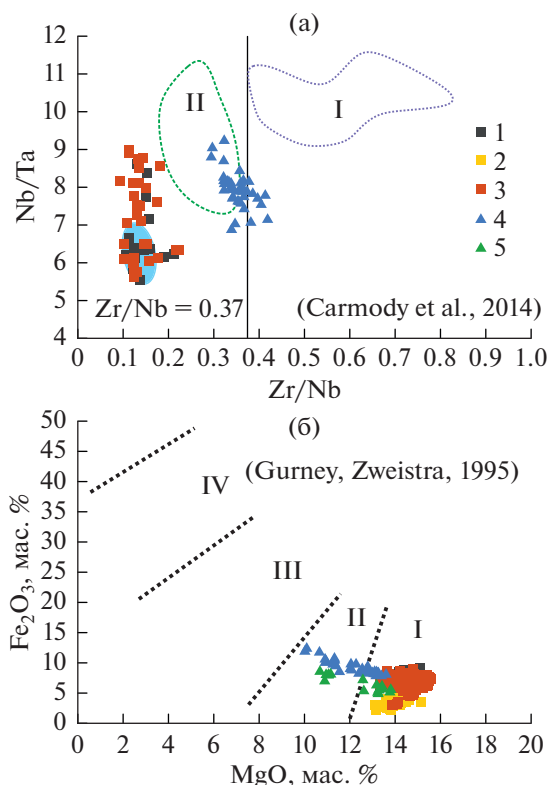 (а)
12
11
10
9
8
7
6
5
4
Nb/Ta
II
I
1
2
3
4
5
Zr/Nb = 0.37
(Carmody et al., 2014)
0 0.1 0.2 0.3 0.4 0.5 0.6 0.7 0.8 0.9 1.0
Zr/Nb
(б)
50
45
40
35
30
25
20
15
10
5
0
Fe₂O₃, мас. %
(Gurney, Zweistra, 1995)
IV
III
II
I
0 2 4 6 8 10 12 14 16 18 20
MgO, мас. %